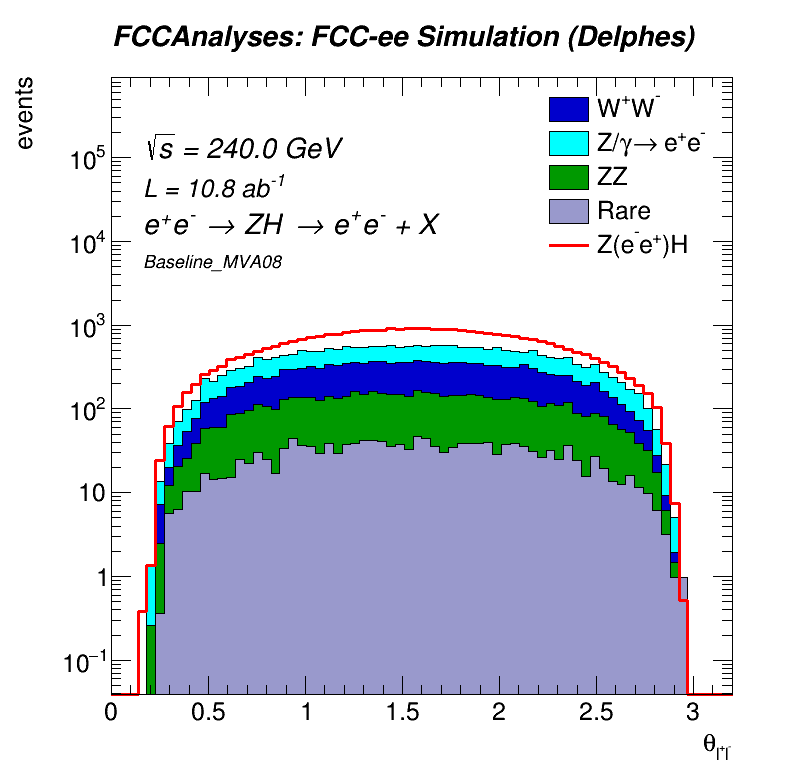 FCCAnalyses: FCC-ee Simulation (Delphes)
events
√s = 240.0 GeV
L = 10.8 ab⁻¹
e⁺e⁻ → ZH → e⁺e⁻ + X
Baseline_MVA08
W⁺W⁻
Z/γ→ e⁺e⁻
ZZ
Rare
Z(e⁻e⁺)H
10⁵
10⁴
10³
10²
10
1
10⁻¹
0 0.5 1 1.5 2 2.5 3
θ_{l⁺l⁻}